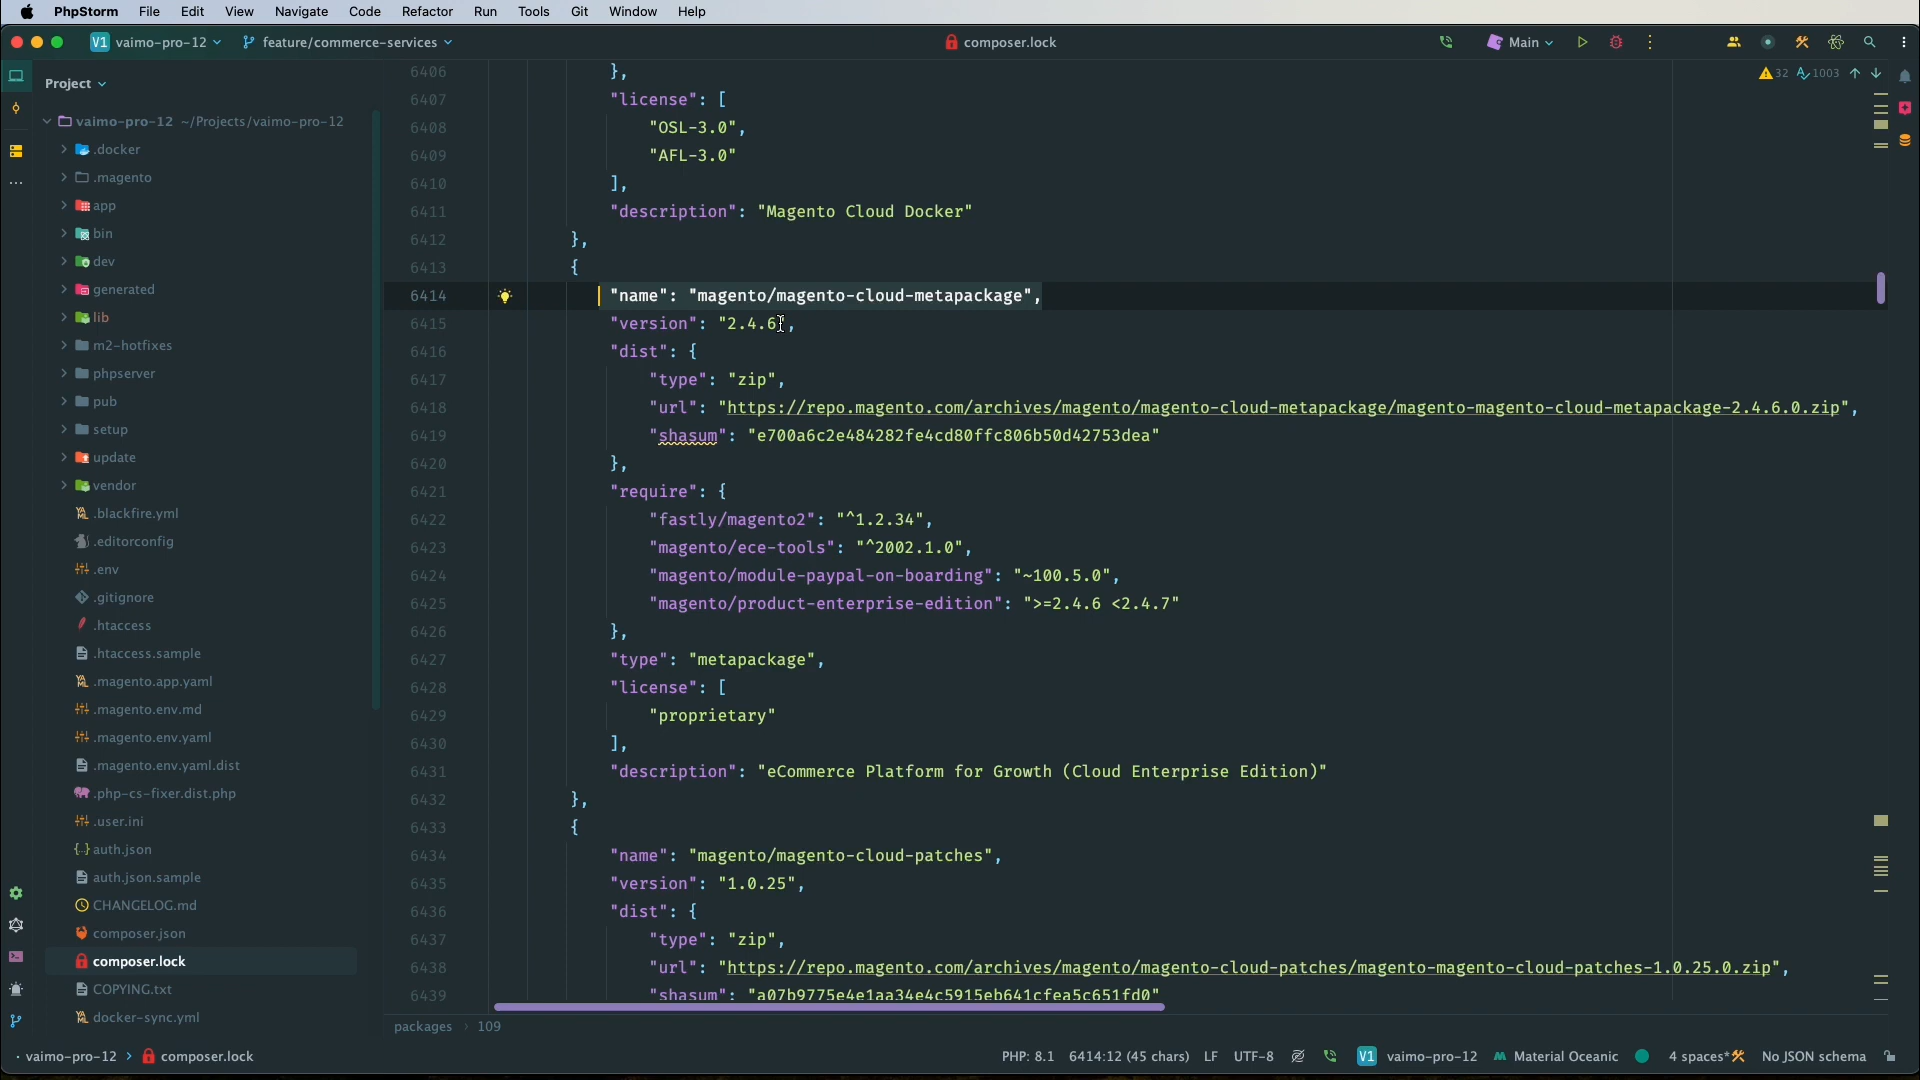 PhpStorm File Edit View Navigate Code Refactor Run Tools Git Window Help
V1 vaimo-pro-12 feature/commerce-services composer.lock Main
Project
vaimo-pro-12 ~/Projects/vaimo-pro-12
.docker
.magento
app
bin
dev
generated
lib
m2-hotfixes
phpserver
pub
setup
update
vendor
.blackfire.yml
.editorconfig
.env
.gitignore
.htaccess
.htaccess.sample
.magento.app.yaml
.magento.env.md
.magento.env.yaml
.magento.env.yaml.dist
.php-cs-fixer.dist.php
.user.ini
auth.json
auth.json.sample
CHANGELOG.md
composer.json
composer.lock
COPYING.txt
docker-sync.yml
32 1003
6406 },
6407 "license": [
6408 "OSL-3.0",
6409 "AFL-3.0"
6410 ],
6411 "description": "Magento Cloud Docker"
6412 },
6413 {
6414 "name": "magento/magento-cloud-metapackage",
6415 "version": "2.4.6",
6416 "dist": {
6417 "type": "zip",
6418 "url": "https://repo.magento.com/archives/magento/magento-cloud-metapackage/magento-magento-cloud-metapackage-2.4.6.0.zip",
6419 "shasum": "e700a6c2e484282fe4cd80ffc806b50d42753dea"
6420 },
6421 "require": {
6422 "fastly/magento2": "^1.2.34",
6423 "magento/ece-tools": "^2002.1.0",
6424 "magento/module-paypal-on-boarding": "~100.5.0",
6425 "magento/product-enterprise-edition": ">=2.4.6 <2.4.7"
6426 },
6427 "type": "metapackage",
6428 "license": [
6429 "proprietary"
6430 ],
6431 "description": "eCommerce Platform for Growth (Cloud Enterprise Edition)"
6432 },
6433 {
6434 "name": "magento/magento-cloud-patches",
6435 "version": "1.0.25",
6436 "dist": {
6437 "type": "zip",
6438 "url": "https://repo.magento.com/archives/magento/magento-cloud-patches/magento-magento-cloud-patches-1.0.25.0.zip",
6439 "shasum": "a07b9775e4e1aa34e4c5915eb641cfea5c651fd0"
packages › 109
vaimo-pro-12 › composer.lock PHP: 8.1 6414:12 (45 chars) LF UTF-8 V1 vaimo-pro-12 Material Oceanic 4 spaces* No JSON schema